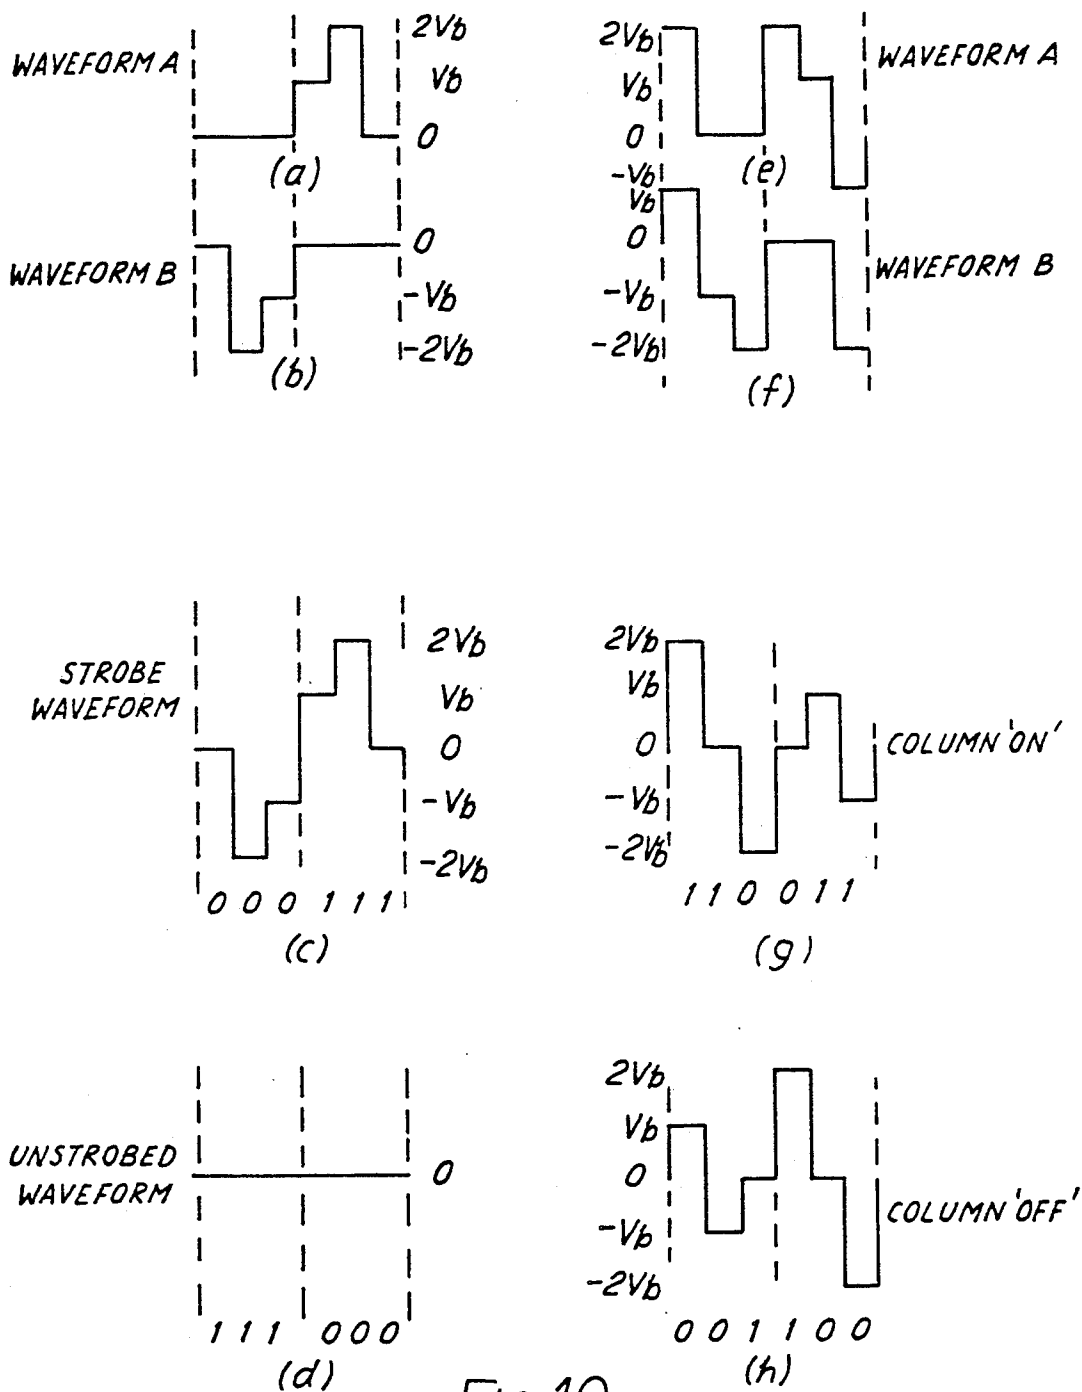 WAVEFORM A
2Vb
Vb
0
(a)
WAVEFORM B
0
-Vb
-2Vb
(b)
2Vb
Vb
0
-Vb
WAVEFORM A
(e)
Vb
0
-Vb
-2Vb
WAVEFORM B
(f)
STROBE
WAVEFORM
2Vb
Vb
0
-Vb
-2Vb
0 0 0 1 1 1
(c)
2Vb
Vb
0
-Vb
-2Vb
COLUMN 'ON'
1 1 0 0 1 1
(g)
UNSTROBED
WAVEFORM
0
1 1 1 0 0 0
(d)
2Vb
Vb
0
-Vb
-2Vb
COLUMN 'OFF'
0 0 1 1 0 0
(h)